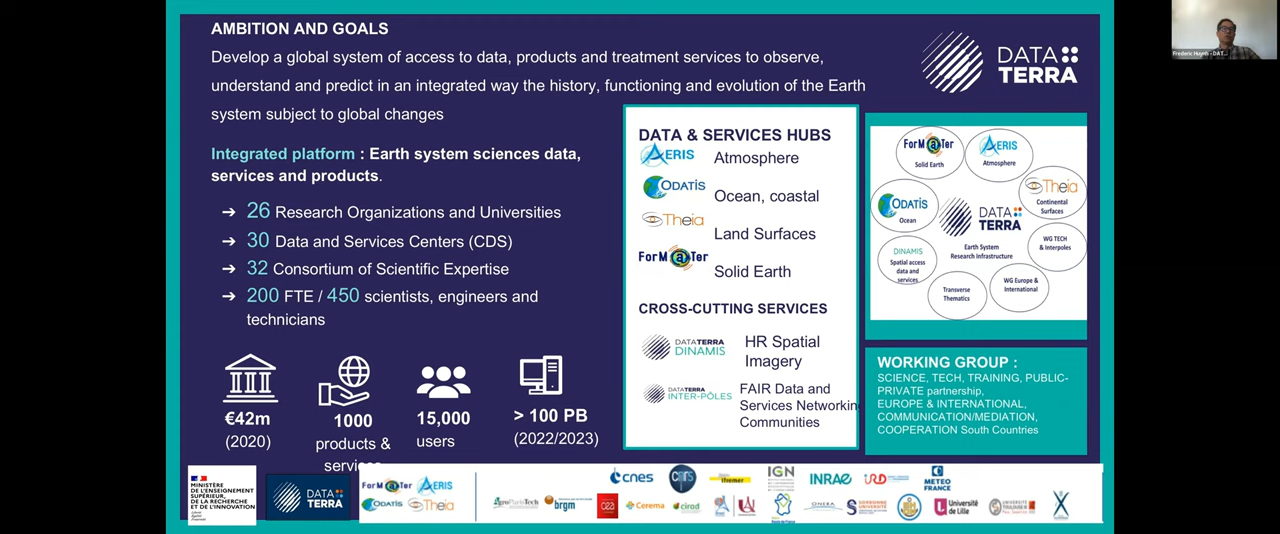 AMBITION AND GOALS
Develop a global system of access to data, products and treatment services to observe,
understand and predict in an integrated way the history, functioning and evolution of the Earth
system subject to global changes
Integrated platform : Earth system sciences data,
services and products.
➔ 26 Research Organizations and Universities
➔ 30 Data and Services Centers (CDS)
➔ 32 Consortium of Scientific Expertise
➔ 200 FTE / 450 scientists, engineers and
technicians
€42m
(2020)
1000
products &
services
15,000
users
> 100 PB
(2022/2023)
DATA & SERVICES HUBS
AERIS Atmosphere
ODATIS Ocean, coastal
Theia Land Surfaces
ForM@Ter Solid Earth
CROSS-CUTTING SERVICES
DATATERRA
DINAMIS
HR Spatial
Imagery
DATATERRA
INTER-PÔLES
FAIR Data and
Services Networking
Communities
DATA
TERRA
Frederic Huynh - DAT...
ForM@Ter
Solid Earth
AERIS
Atmosphere
Theia
Continental
Surfaces
ODATIS
Ocean
DATA
TERRA
Earth System
Research Infrastructure
WG TECH
& Interpoles
DINAMIS
Spatial access
data and
services
WG Europe &
International
Transverse
Thematics
WORKING GROUP :
SCIENCE, TECH, TRAINING, PUBLIC-
PRIVATE partnership,
EUROPE & INTERNATIONAL,
COMMUNICATION/MEDIATION,
COOPERATION South Countries
MINISTÈRE
DE L'ENSEIGNEMENT
SUPÉRIEUR,
DE LA RECHERCHE
ET DE L'INNOVATION
DATA
TERRA
ForM@Ter AERIS
ODATIS Theia
cnes cnrs Ifremer IGN INRAE IRD METEO
FRANCE
AgroParisTech brgm cea Cerema cirad ONERA SORBONNE
UNIVERSITÉ
Université
de Lille